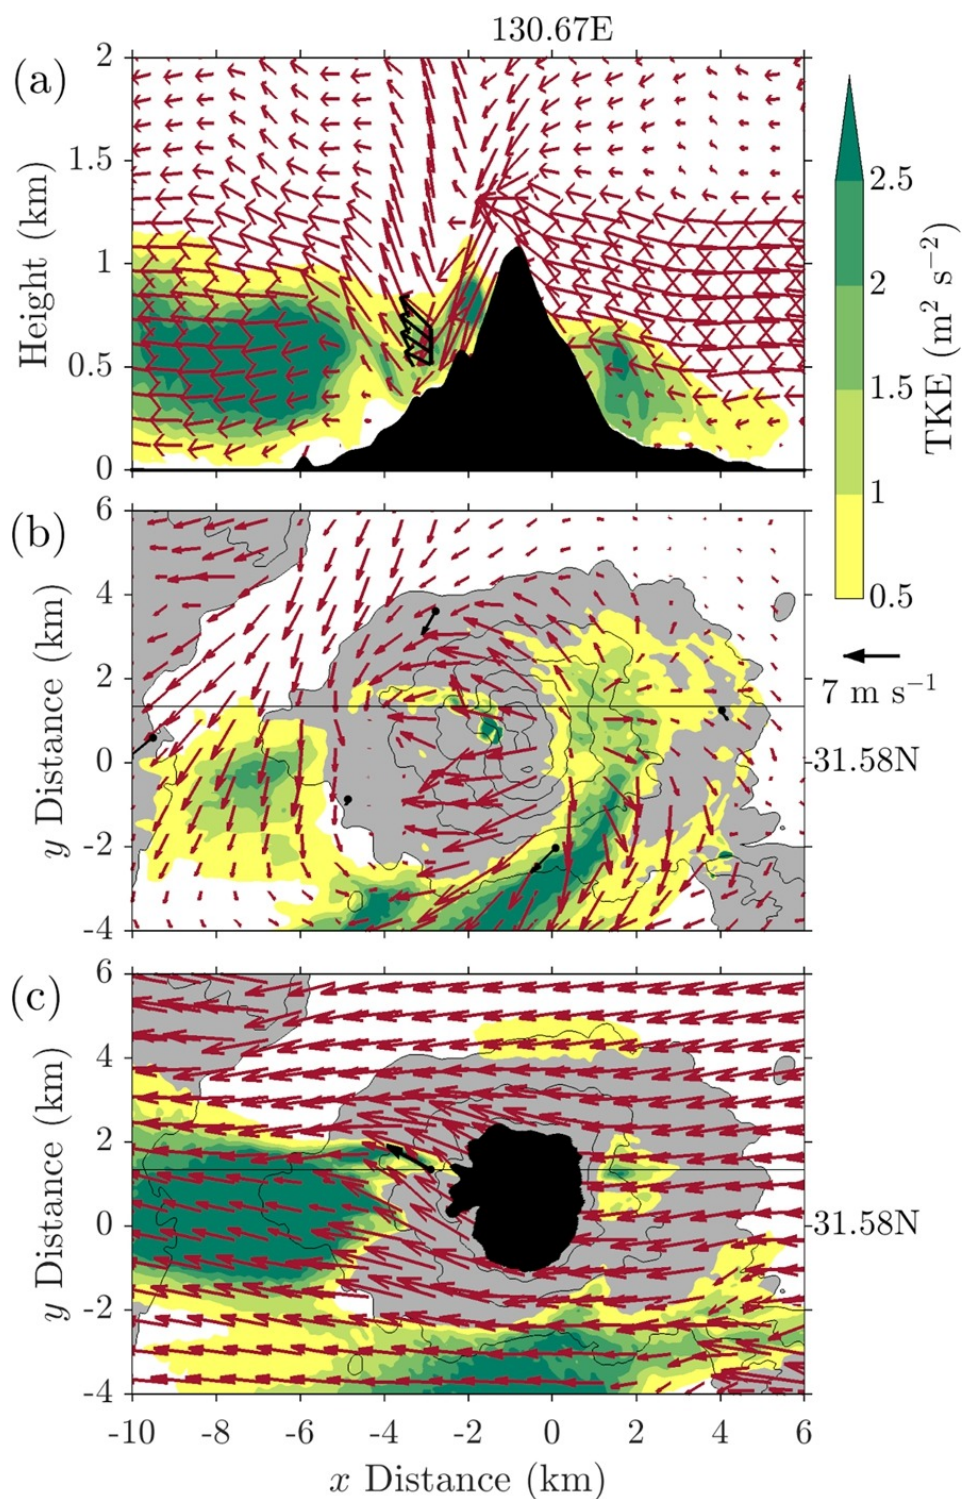 130.67E
(a)
2
1.5
1
0.5
0
Height (km)
2.5
2
1.5
1
0.5
TKE (m² s⁻²)
(b)
6
4
2
0
-2
-4
y Distance (km)
7 m s⁻¹
31.58N
(c)
6
4
2
0
-2
-4
y Distance (km)
31.58N
-10 -8 -6 -4 -2 0 2 4 6
x Distance (km)